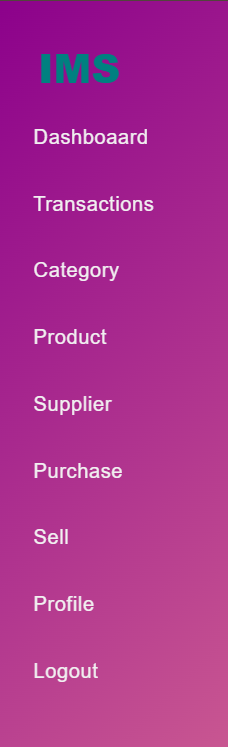 IMS
Dashboaard
Transactions
Category
Product
Supplier
Purchase
Sell
Profile
Logout